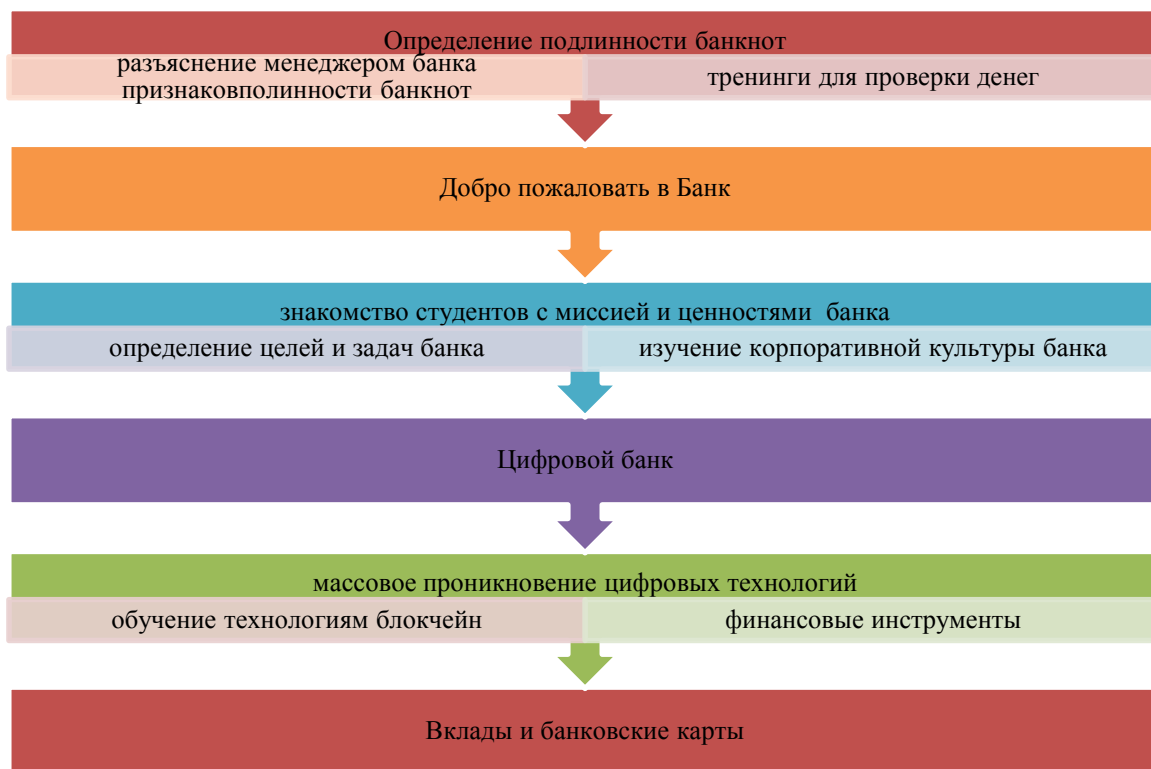 Определение подлинности банкнот
разъяснение менеджером банка
признаковполинности банкнот
тренинги для проверки денег
Добро пожаловать в Банк
знакомство студентов с миссией и ценностями банка
определение целей и задач банка
изучение корпоративной культуры банка
Цифровой банк
массовое проникновение цифровых технологий
обучение технологиям блокчейн
финансовые инструменты
Вклады и банковские карты